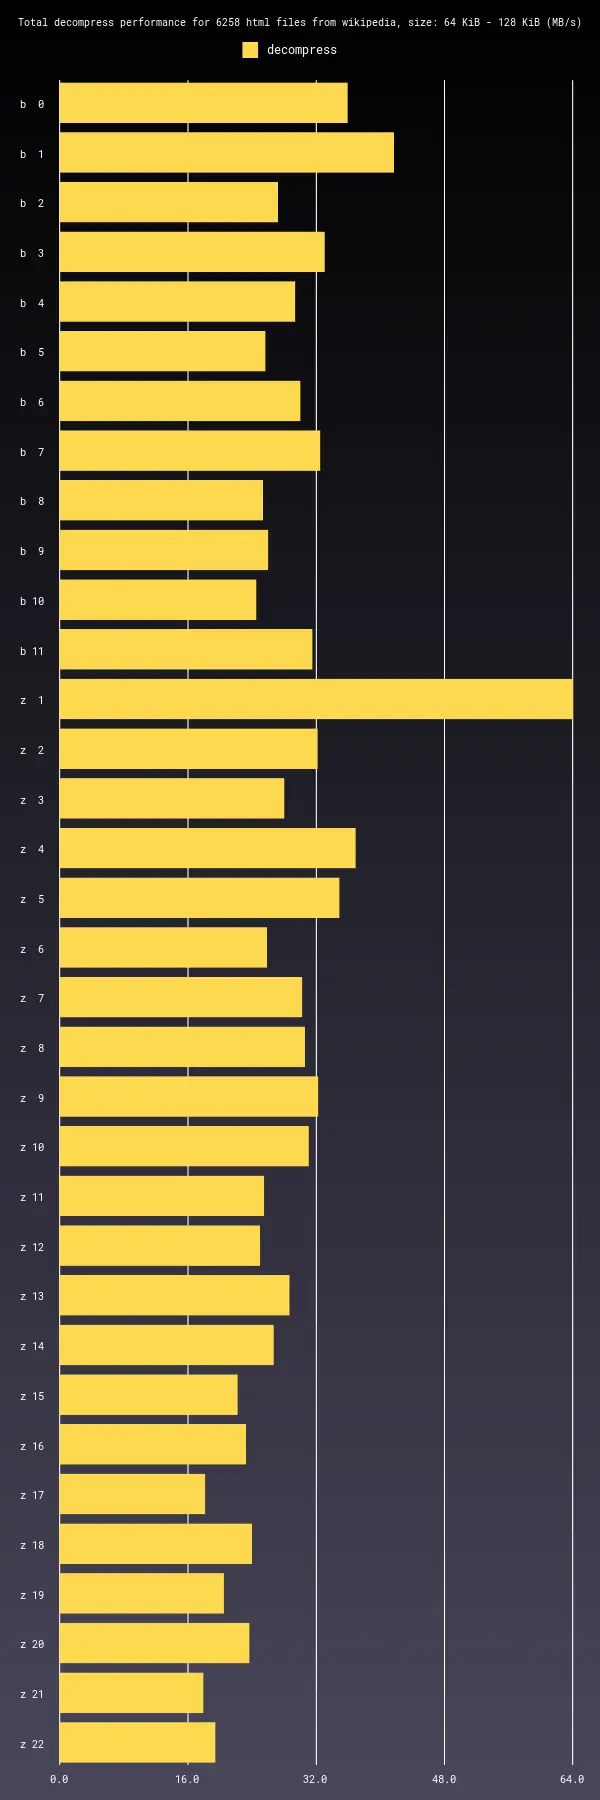 Total decompress performance for 6258 html files from wikipedia, size: 64 KiB - 128 KiB (MB/s)
decompress
b 0
b 1
b 2
b 3
b 4
b 5
b 6
b 7
b 8
b 9
b 10
b 11
z 1
z 2
z 3
z 4
z 5
z 6
z 7
z 8
z 9
z 10
z 11
z 12
z 13
z 14
z 15
z 16
z 17
z 18
z 19
z 20
z 21
z 22
0.0 16.0 32.0 48.0 64.0